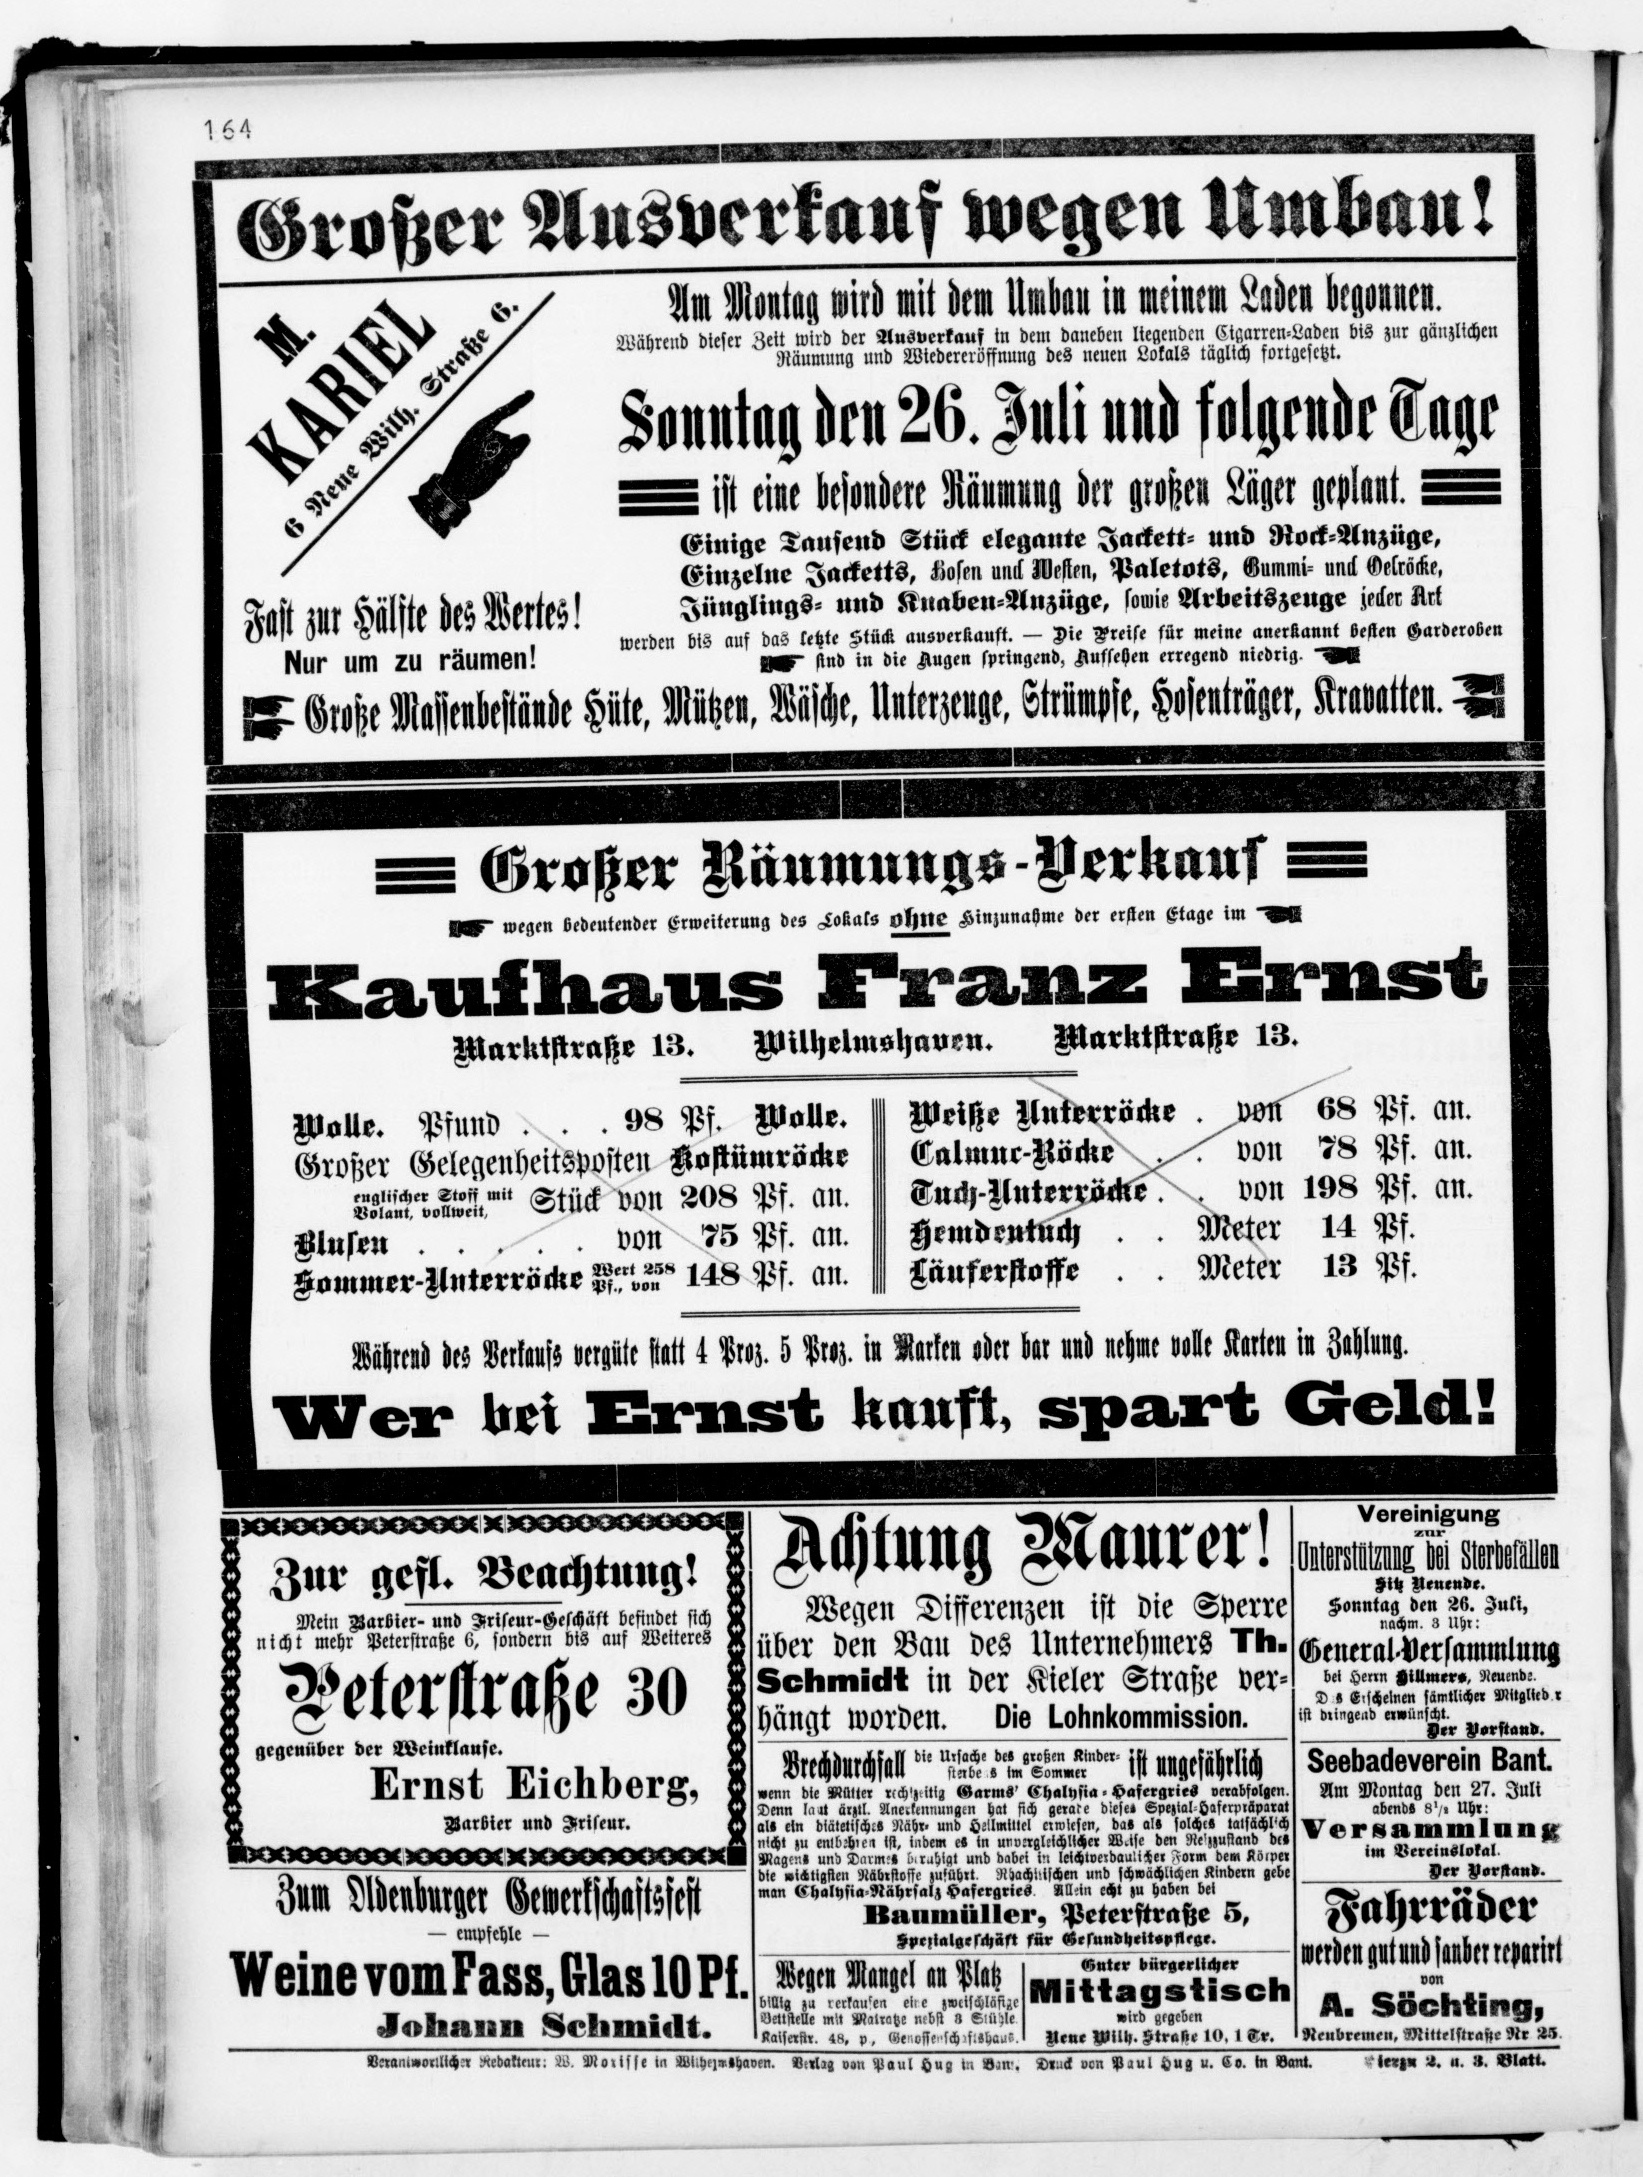 164
Großer Ausverkauf wegen Umbau!
M.
KARIEL
6 Neue Wilh. Straße 6.
Fast zur Hälfte des Wertes!
Nur um zu räumen!
Am Montag wird mit dem Umbau in meinem Laden begonnen.
Während dieser Zeit wird der Ausverkauf in dem daneben liegenden Cigarren-Laden bis zur gänzlichen
Räumung und Wiedereröffnung des neuen Lokals täglich fortgesetzt.
Sonntag den 26. Juli und folgende Tage
ist eine besondere Räumung der großen Läger geplant.
Einige Tausend Stück elegante Jackett- und Rock-Anzüge,
Einzelne Jacketts, Hosen und Westen, Paletots, Gummi- und Oelröcke,
Jünglings- und Knaben-Anzüge, sowie Arbeitszeuge jeder Art
werden bis auf das letzte Stück ausverkauft. — Die Preise für meine anerkannt besten Garderoben
sind in die Augen springend, Aufsehen erregend niedrig.
Große Massenbestände Hüte, Mützen, Wäsche, Unterzeuge, Strümpfe, Hosenträger, Kravatten.
Großer Räumungs-Verkauf
wegen bedeutender Erweiterung des Lokals ohne Hinzunahme der ersten Etage im
Kaufhaus Franz Ernst
Marktstraße 13. Wilhelmshaven. Marktstraße 13.
Wolle. Pfund . . . 98 Pf. Wolle.
Großer Gelegenheitsposten Kostümröcke
englischer Stoff mit Volant, vollweit, Stück von 208 Pf. an.
Blusen . . . . . von 75 Pf. an.
Sommer-Unterröcke Wert 258 Pf., von 148 Pf. an.
Weiße Unterröcke . von 68 Pf. an.
Calmuc-Röcke . . von 78 Pf. an.
Tuch-Unterröcke . . von 198 Pf. an.
Hemdentuch . . Meter 14 Pf.
Läuferstoffe . . Meter 13 Pf.
Während des Verkaufs vergüte statt 4 Proz. 5 Proz. in Marken oder bar und nehme volle Karten in Zahlung.
Wer bei Ernst kauft, spart Geld!
Zur gefl. Beachtung!
Mein Barbier- und Friseur-Geschäft befindet sich
nicht mehr Peterstraße 6, sondern bis auf Weiteres
Peterstraße 30
gegenüber der Weinklause.
Ernst Eichberg,
Barbier und Friseur.
Zum Oldenburger Gewerkschaftsfest
— empfehle —
Weine vom Fass, Glas 10 Pf.
Johann Schmidt.
Achtung Maurer!
Wegen Differenzen ist die Sperre
über den Bau des Unternehmers Th.
Schmidt in der Kieler Straße ver-
hängt worden. Die Lohnkommission.
Brechdurchfall die Ursache des großen Kinder-
sterbens im Sommer ist ungefährlich
wenn die Mütter rechtzeitig Garms' Chalysia-Hafergries verabfolgen.
Denn laut ärztl. Anerkennungen hat sich gerade dieses Spezial-Haferpräparat
als ein diätetisches Nähr- und Heilmittel erwiesen, das als solches tatsächlich
nicht zu entbehren ist, indem es in unvergleichlicher Weise den Reizzustand des
Magens und Darmes beruhigt und dabei in leichtverdaulicher Form dem Körper
die wichtigsten Nährstoffe zuführt. Rhachitischen und schwächlichen Kindern gebe
man Chalysia-Nährsalz Hafergries. Allein echt zu haben bei
Baumüller, Peterstraße 5,
Spezialgeschäft für Gesundheitspflege.
Wegen Mangel an Platz
billig zu verkaufen eine zweischläfige
Bettstelle mit Matratze nebst 3 Stühle.
Kaiserstr. 48, p, Genossenschaftshaus.
Guter bürgerlicher
Mittagstisch
wird gegeben
Neue Wilh. Straße 10, 1 Tr.
Vereinigung
zur
Unterstützung bei Sterbefällen
Sitz Neuende.
Sonntag den 26. Juli,
nachm. 3 Uhr:
General-Versammlung
bei Herrn Hillmers, Neuende.
D s Erscheinen sämtlicher Mitglied r
ist dringend erwünscht.
Der Vorstand.
Seebadeverein Bant.
Am Montag den 27. Juli
abends 8½ Uhr:
Versammlung
im Vereinslokal.
Der Vorstand.
Fahrräder
werden gut und sauber reparirt
von
A. Söchting,
Neubremen, Mittelstraße Nr 25.
Verantwortlicher Redakteur: W. Morisse in Wilhelmshaven. Verlag von Paul Hug in Bant. Druck von Paul Hug u. Co. in Bant. Hierzu 2. u. 3. Blatt.